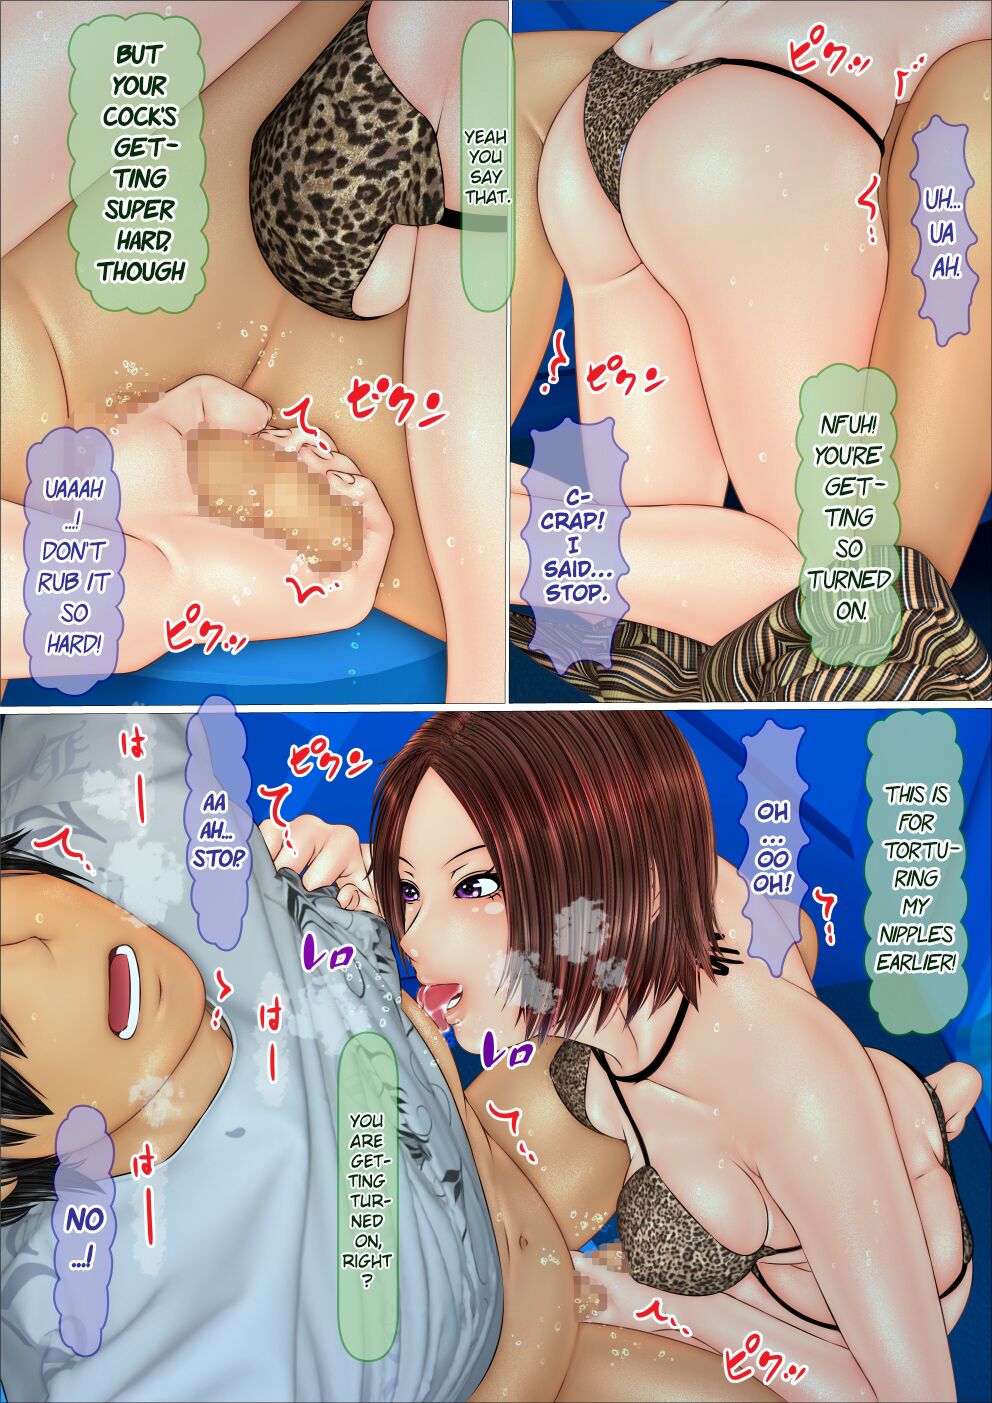 ピクッ
UH...
UA
AH.
NFUH!
YOU'RE
GET-
TING
SO
TURNED
ON.
ピクン
C-
CRAP!
I
SAID...
STOP.
YEAH
YOU
SAY
THAT.
BUT
YOUR
COCK'S
GET-
TING
SUPER
HARD,
THOUGH
ピクン
UAAAH
...!
DON'T
RUB IT
SO
HARD!
ピクッ
THIS IS
FOR
TORTU-
RING
MY
NIPPLES
EARLIER!
OH
...
OO
OH!
ピクン
AA
AH...
STOP.
はー
レロ
はー
レロ
YOU
ARE
GET-
TING
TUR-
NED
ON,
RIGHT
?
はー
NO
...!
ピクッ